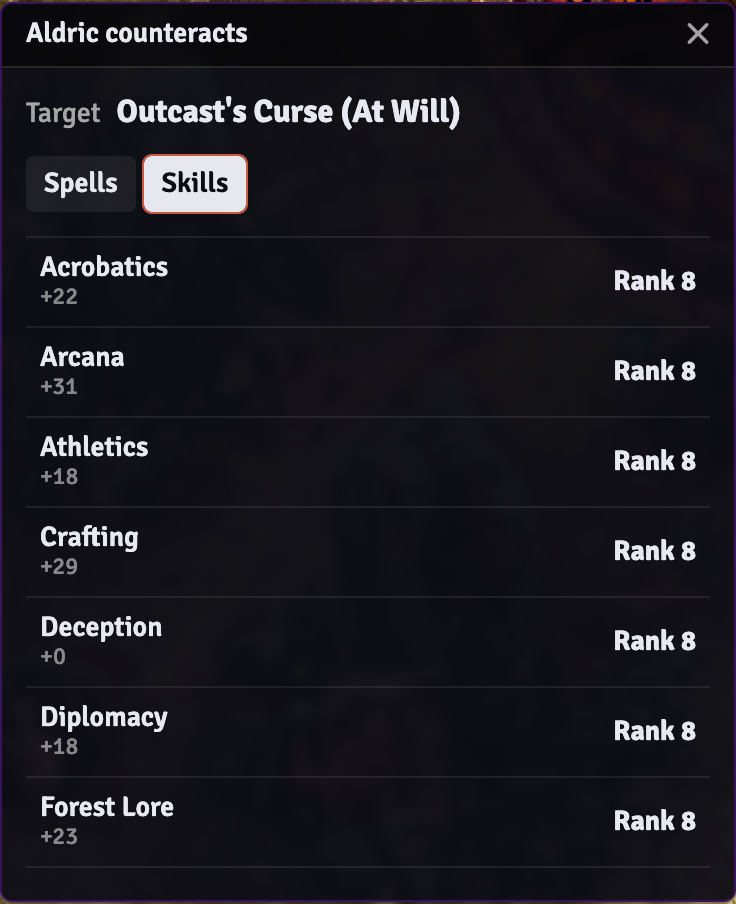 Aldric counteracts
Target Outcast's Curse (At Will)
Spells Skills
Acrobatics
+22
Rank 8
Arcana
+31
Rank 8
Athletics
+18
Rank 8
Crafting
+29
Rank 8
Deception
+0
Rank 8
Diplomacy
+18
Rank 8
Forest Lore
+23
Rank 8